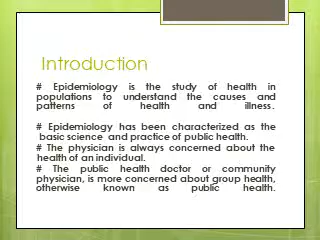 Introduction
# Epidemiology is the study of health in
populations to understand the causes and
patterns of health and illness.
# Epidemiology has been characterized as the
basic science and practice of public health.
# The physician is always concerned about the
health of an individual.
# The public health doctor or community
physician, is more concerned about group health,
otherwise known as public health.